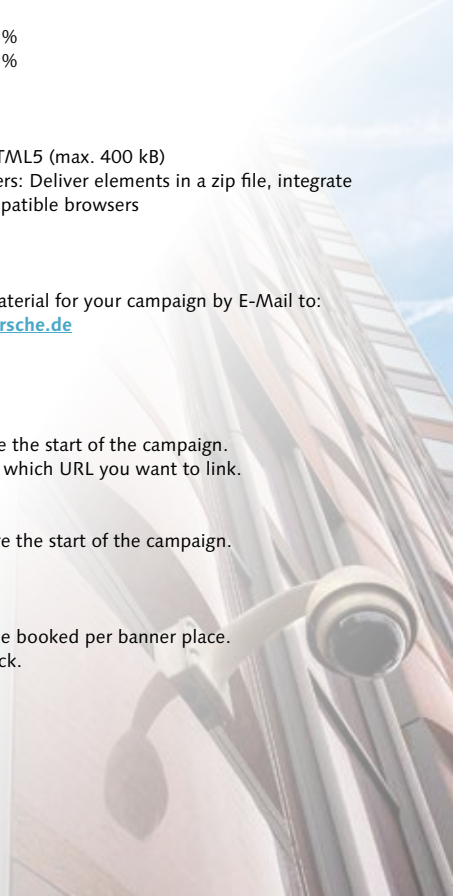 %
%
TML5 (max. 400 kB)
ers: Deliver elements in a zip file, integrate
patible browsers
aterial for your campaign by E-Mail to:
rsche.de
e the start of the campaign.
which URL you want to link.
e the start of the campaign.
e booked per banner place.
ck.